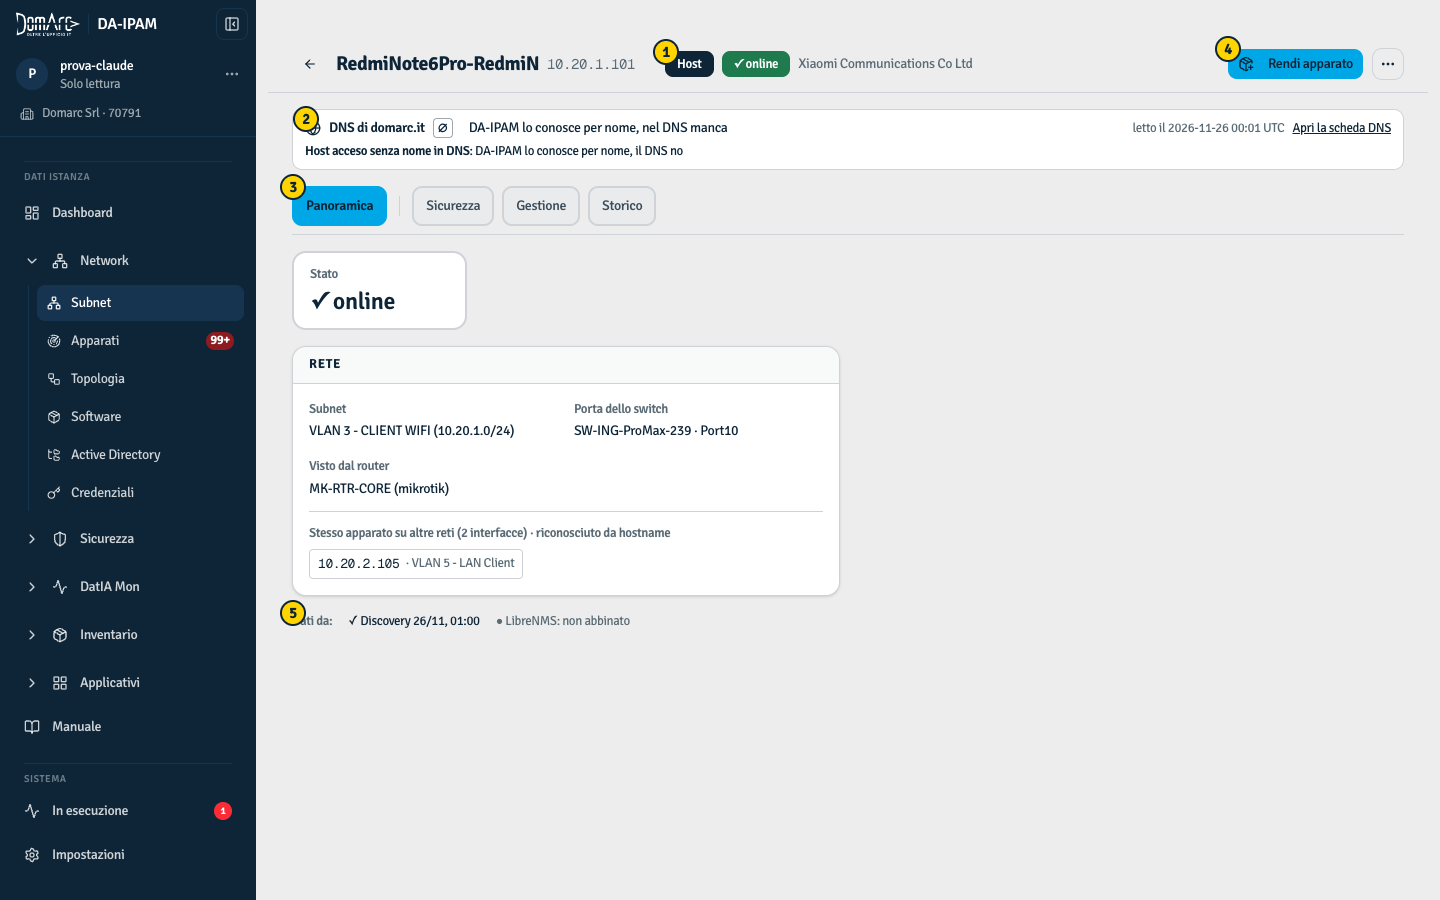 DomArc
OLTRE L'UFFICIO IT
DA-IPAM
P
prova-claude
Solo lettura
Domarc Srl · 70791
DATI ISTANZA
Dashboard
Network
Subnet
Apparati 99+
Topologia
Software
Active Directory
Credenziali
Sicurezza
DatIA Mon
Inventario
Applicativi
Manuale
SISTEMA
In esecuzione 1
Impostazioni
RedmiNote6Pro-RedmiN 10.20.1.101 1 Host ✓ online Xiaomi Communications Co Ltd
4 Rendi apparato
2 DNS di domarc.it DA-IPAM lo conosce per nome, nel DNS manca letto il 2026-11-26 00:01 UTC Apri la scheda DNS
Host acceso senza nome in DNS: DA-IPAM lo conosce per nome, il DNS no
3 Panoramica Sicurezza Gestione Storico
Stato
✓ online
RETE
Subnet Porta dello switch
VLAN 3 - CLIENT WIFI (10.20.1.0/24) SW-ING-ProMax-239 · Port10
Visto dal router
MK-RTR-CORE (mikrotik)
Stesso apparato su altre reti (2 interfacce) · riconosciuto da hostname
10.20.2.105 · VLAN 5 - LAN Client
5 ati da: ✓ Discovery 26/11, 01:00 ● LibreNMS: non abbinato